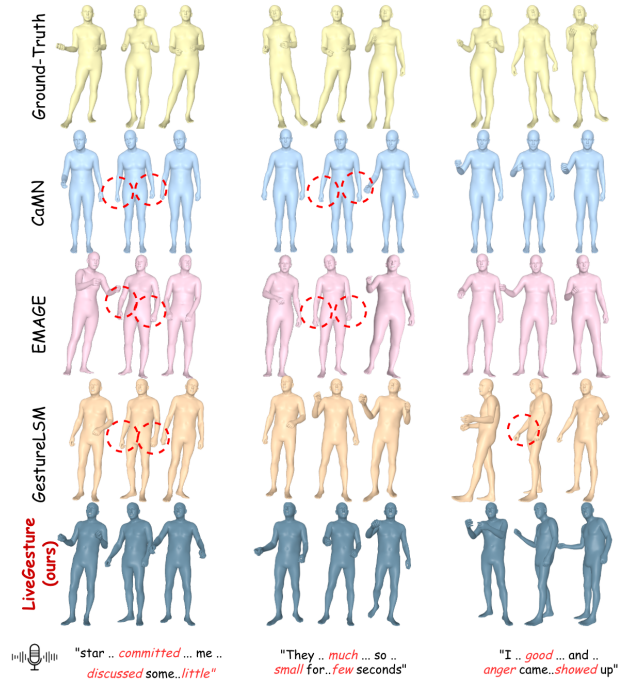 Ground-Truth
CaMN
EMAGE
GestureLSM
LiveGesture
(ours)
"star .. committed ... me ..
discussed some..little"
"They .. much ... so ..
small for..few seconds"
"I .. good ... and ..
anger came..showed up"